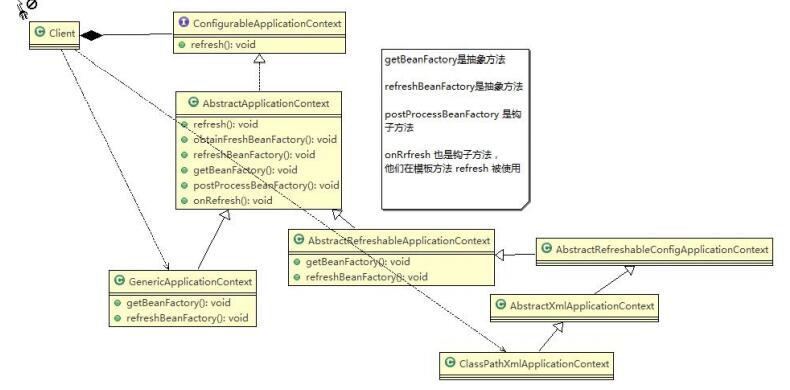 Client
ConfigurableApplicationContext
refresh(): void
AbstractApplicationContext
refresh(): void
obtainFreshBeanFactory(): void
refreshBeanFactory(): void
getBeanFactory(): void
postProcessBeanFactory(): void
onRefresh(): void
getBeanFactory是抽象方法
refreshBeanFactory是抽象方法
postProcessBeanFactory 是钩
子方法
onRrfresh 也是钩子方法，
他们在模板方法 refresh 被使用
AbstractRefreshableApplicationContext
getBeanFactory(): void
refreshBeanFactory(): void
AbstractRefreshableConfigApplicationContext
GenericApplicationContext
getBeanFactory(): void
refreshBeanFactory(): void
AbstractXmlApplicationContext
ClassPathXmlApplicationContext